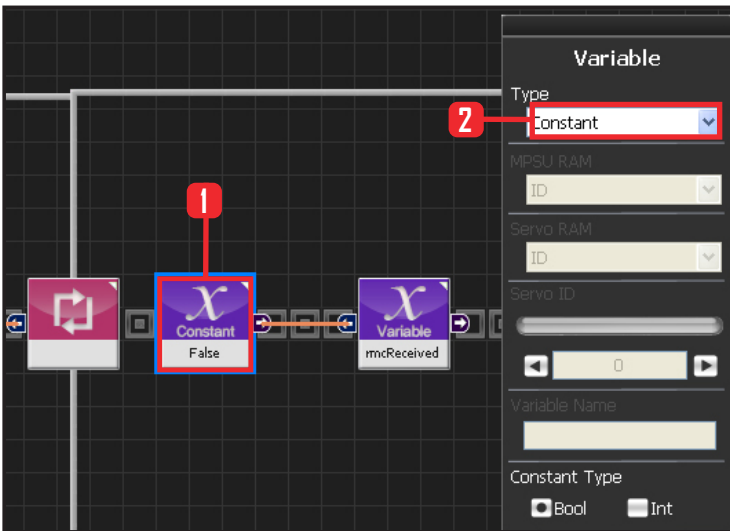 Variable
Type
Constant
MPSU RAM
ID
Servo RAM
ID
Servo ID
0
Variable Name
Constant Type
Bool
Int
1
2
X
Constant
False
X
Variable
rmcReceived